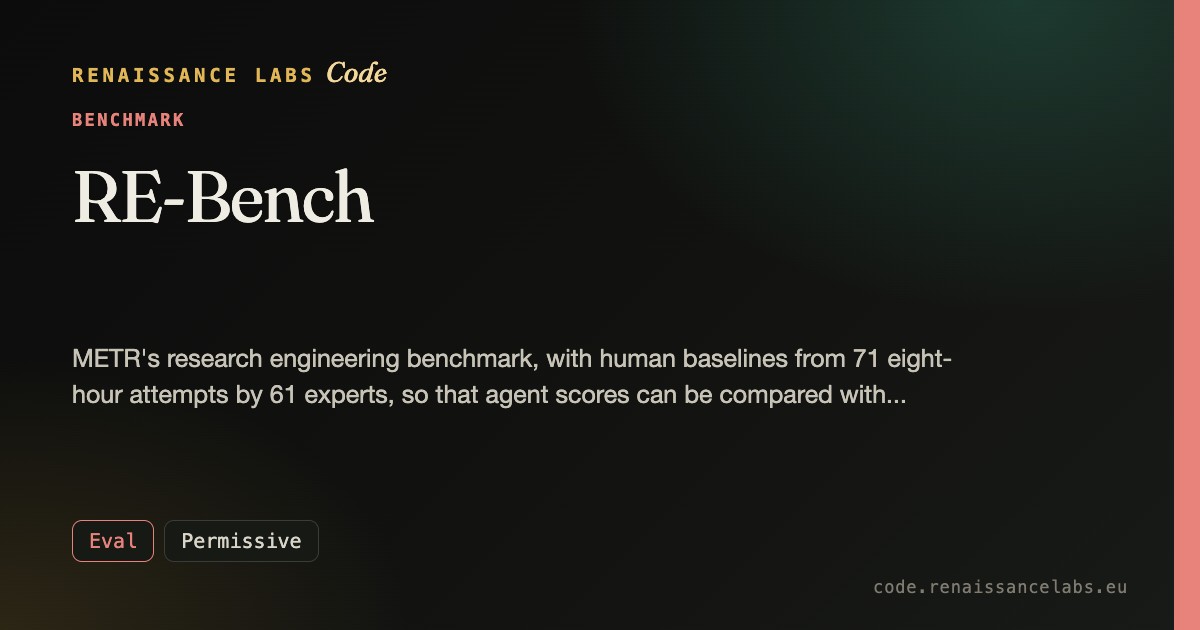 RENAISSANCE LABS Code
BENCHMARK
RE-Bench
METR's research engineering benchmark, with human baselines from 71 eight-
hour attempts by 61 experts, so that agent scores can be compared with...
Eval Permissive
code.renaissancelabs.eu